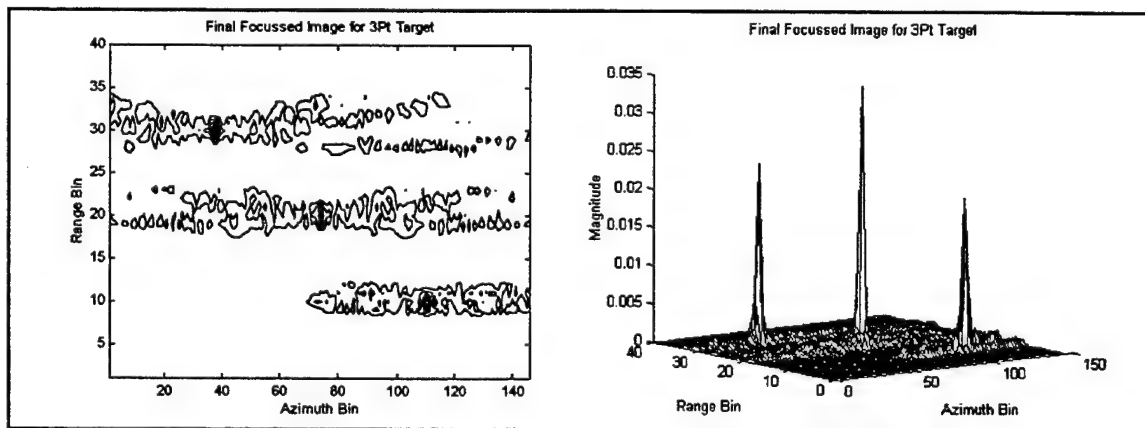 Final Focussed Image for 3Pt Target
40
35
30
25
20
15
10
5
Range Bin
20 40 60 80 100 120 140
Azimuth Bin
Final Focussed Image for 3Pt Target
0.035
0.03
0.025
0.02
0.015
0.01
0.005
0
Magnitude
40 30 20 10 0
Range Bin
0 50 100 150
Azimuth Bin